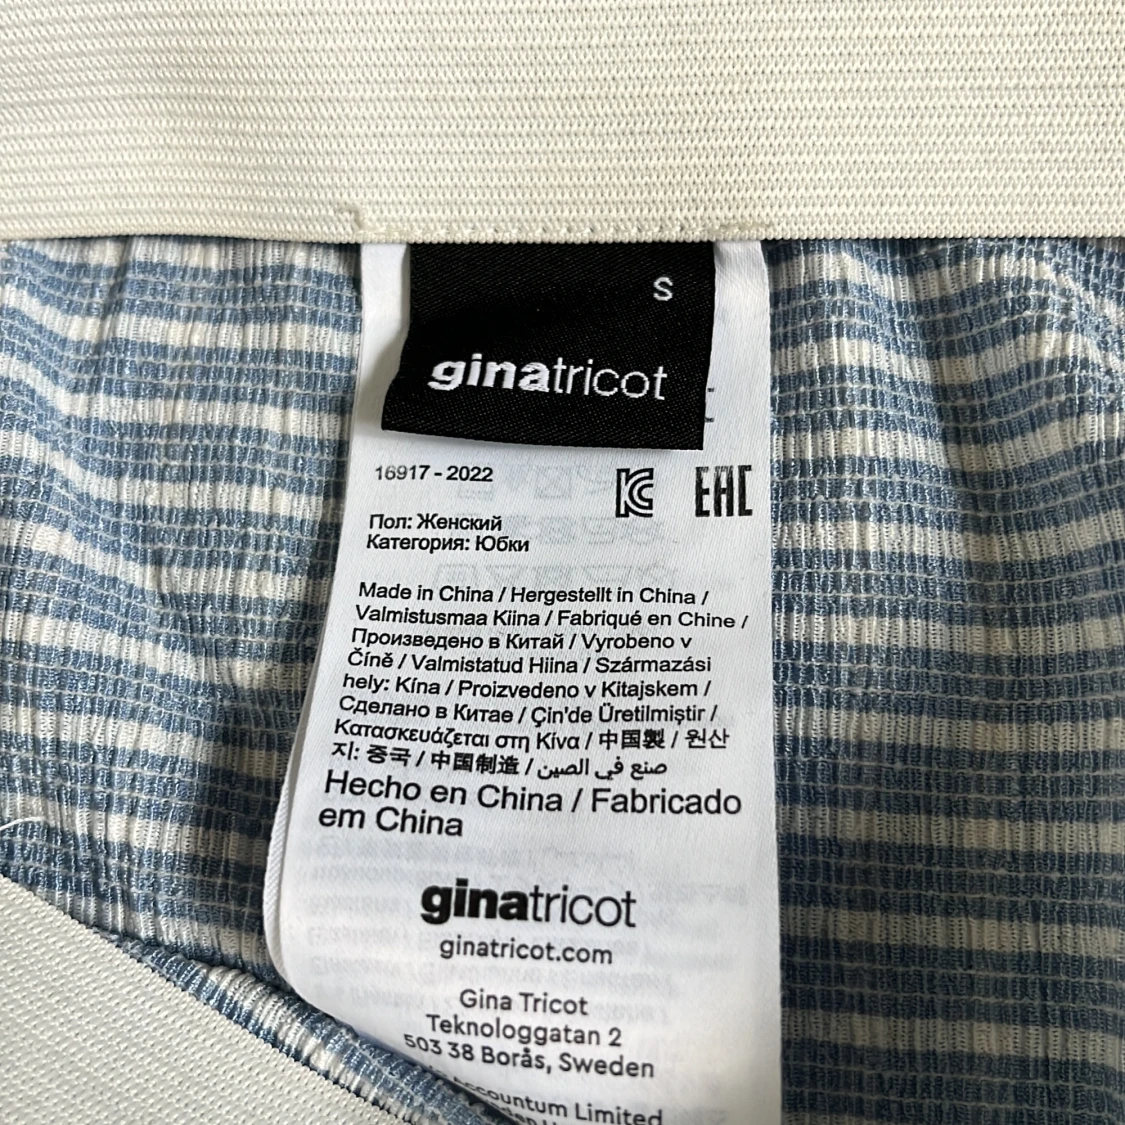 S
ginatricot
16917 - 2022
Пол: Женский
Категория: Юбки
EAC
Made in China / Hergestellt in China /
Valmistusmaa Kiina / Fabriqué en Chine /
Произведено в Китай / Vyrobeno v
Číně / Valmistatud Hiina / Származási
hely: Kína / Proizvedeno v Kitajskem /
Сделано в Китае / Çin'de Üretilmiştir /
Κατασκευάζεται στη Κίνα / 中国製 / 원산
지: 중국 / 中国制造 / صنع في الصين
Hecho en China / Fabricado
em China
ginatricot
ginatricot.com
Gina Tricot
Teknologgatan 2
503 38 Borås, Sweden
Accountum Limited